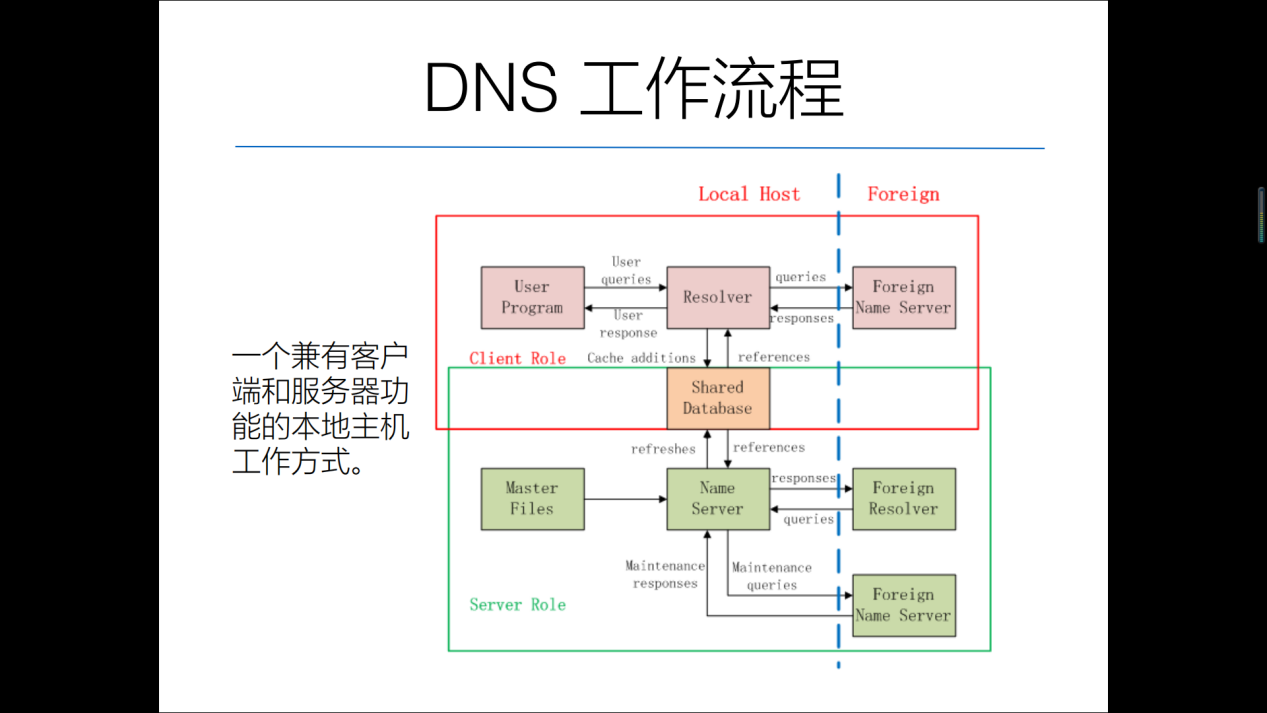 DNS 工作流程
Local Host
Foreign
User
queries
User
Program
Resolver
queries
Foreign
Name Server
User
response
responses
Client Role
Cache additions
references
一个兼有客户
端和服务器功
能的本地主机
工作方式。
Shared
Database
refreshes
references
Master
Files
Name
Server
responses
Foreign
Resolver
queries
Maintenance
responses
Maintenance
queries
Foreign
Name Server
Server Role